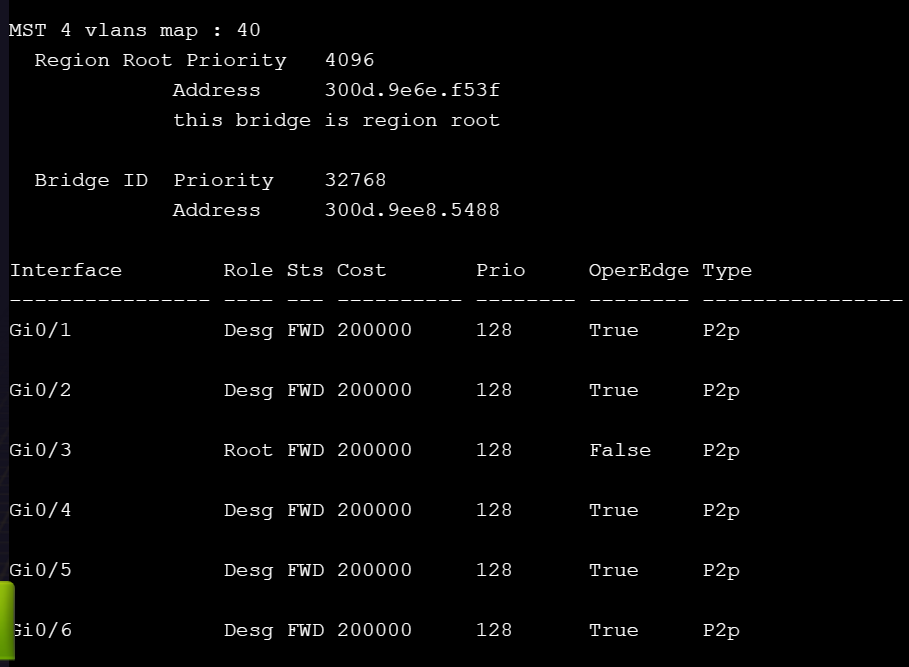 MST 4 vlans map : 40
Region Root Priority 4096
Address 300d.9e6e.f53f
this bridge is region root
Bridge ID Priority 32768
Address 300d.9ee8.5488
Interface Role Sts Cost Prio OperEdge Type
---------------- ---- --- ---------- -------- -------- ----------------
Gi0/1 Desg FWD 200000 128 True P2p
Gi0/2 Desg FWD 200000 128 True P2p
Gi0/3 Root FWD 200000 128 False P2p
Gi0/4 Desg FWD 200000 128 True P2p
Gi0/5 Desg FWD 200000 128 True P2p
Gi0/6 Desg FWD 200000 128 True P2p